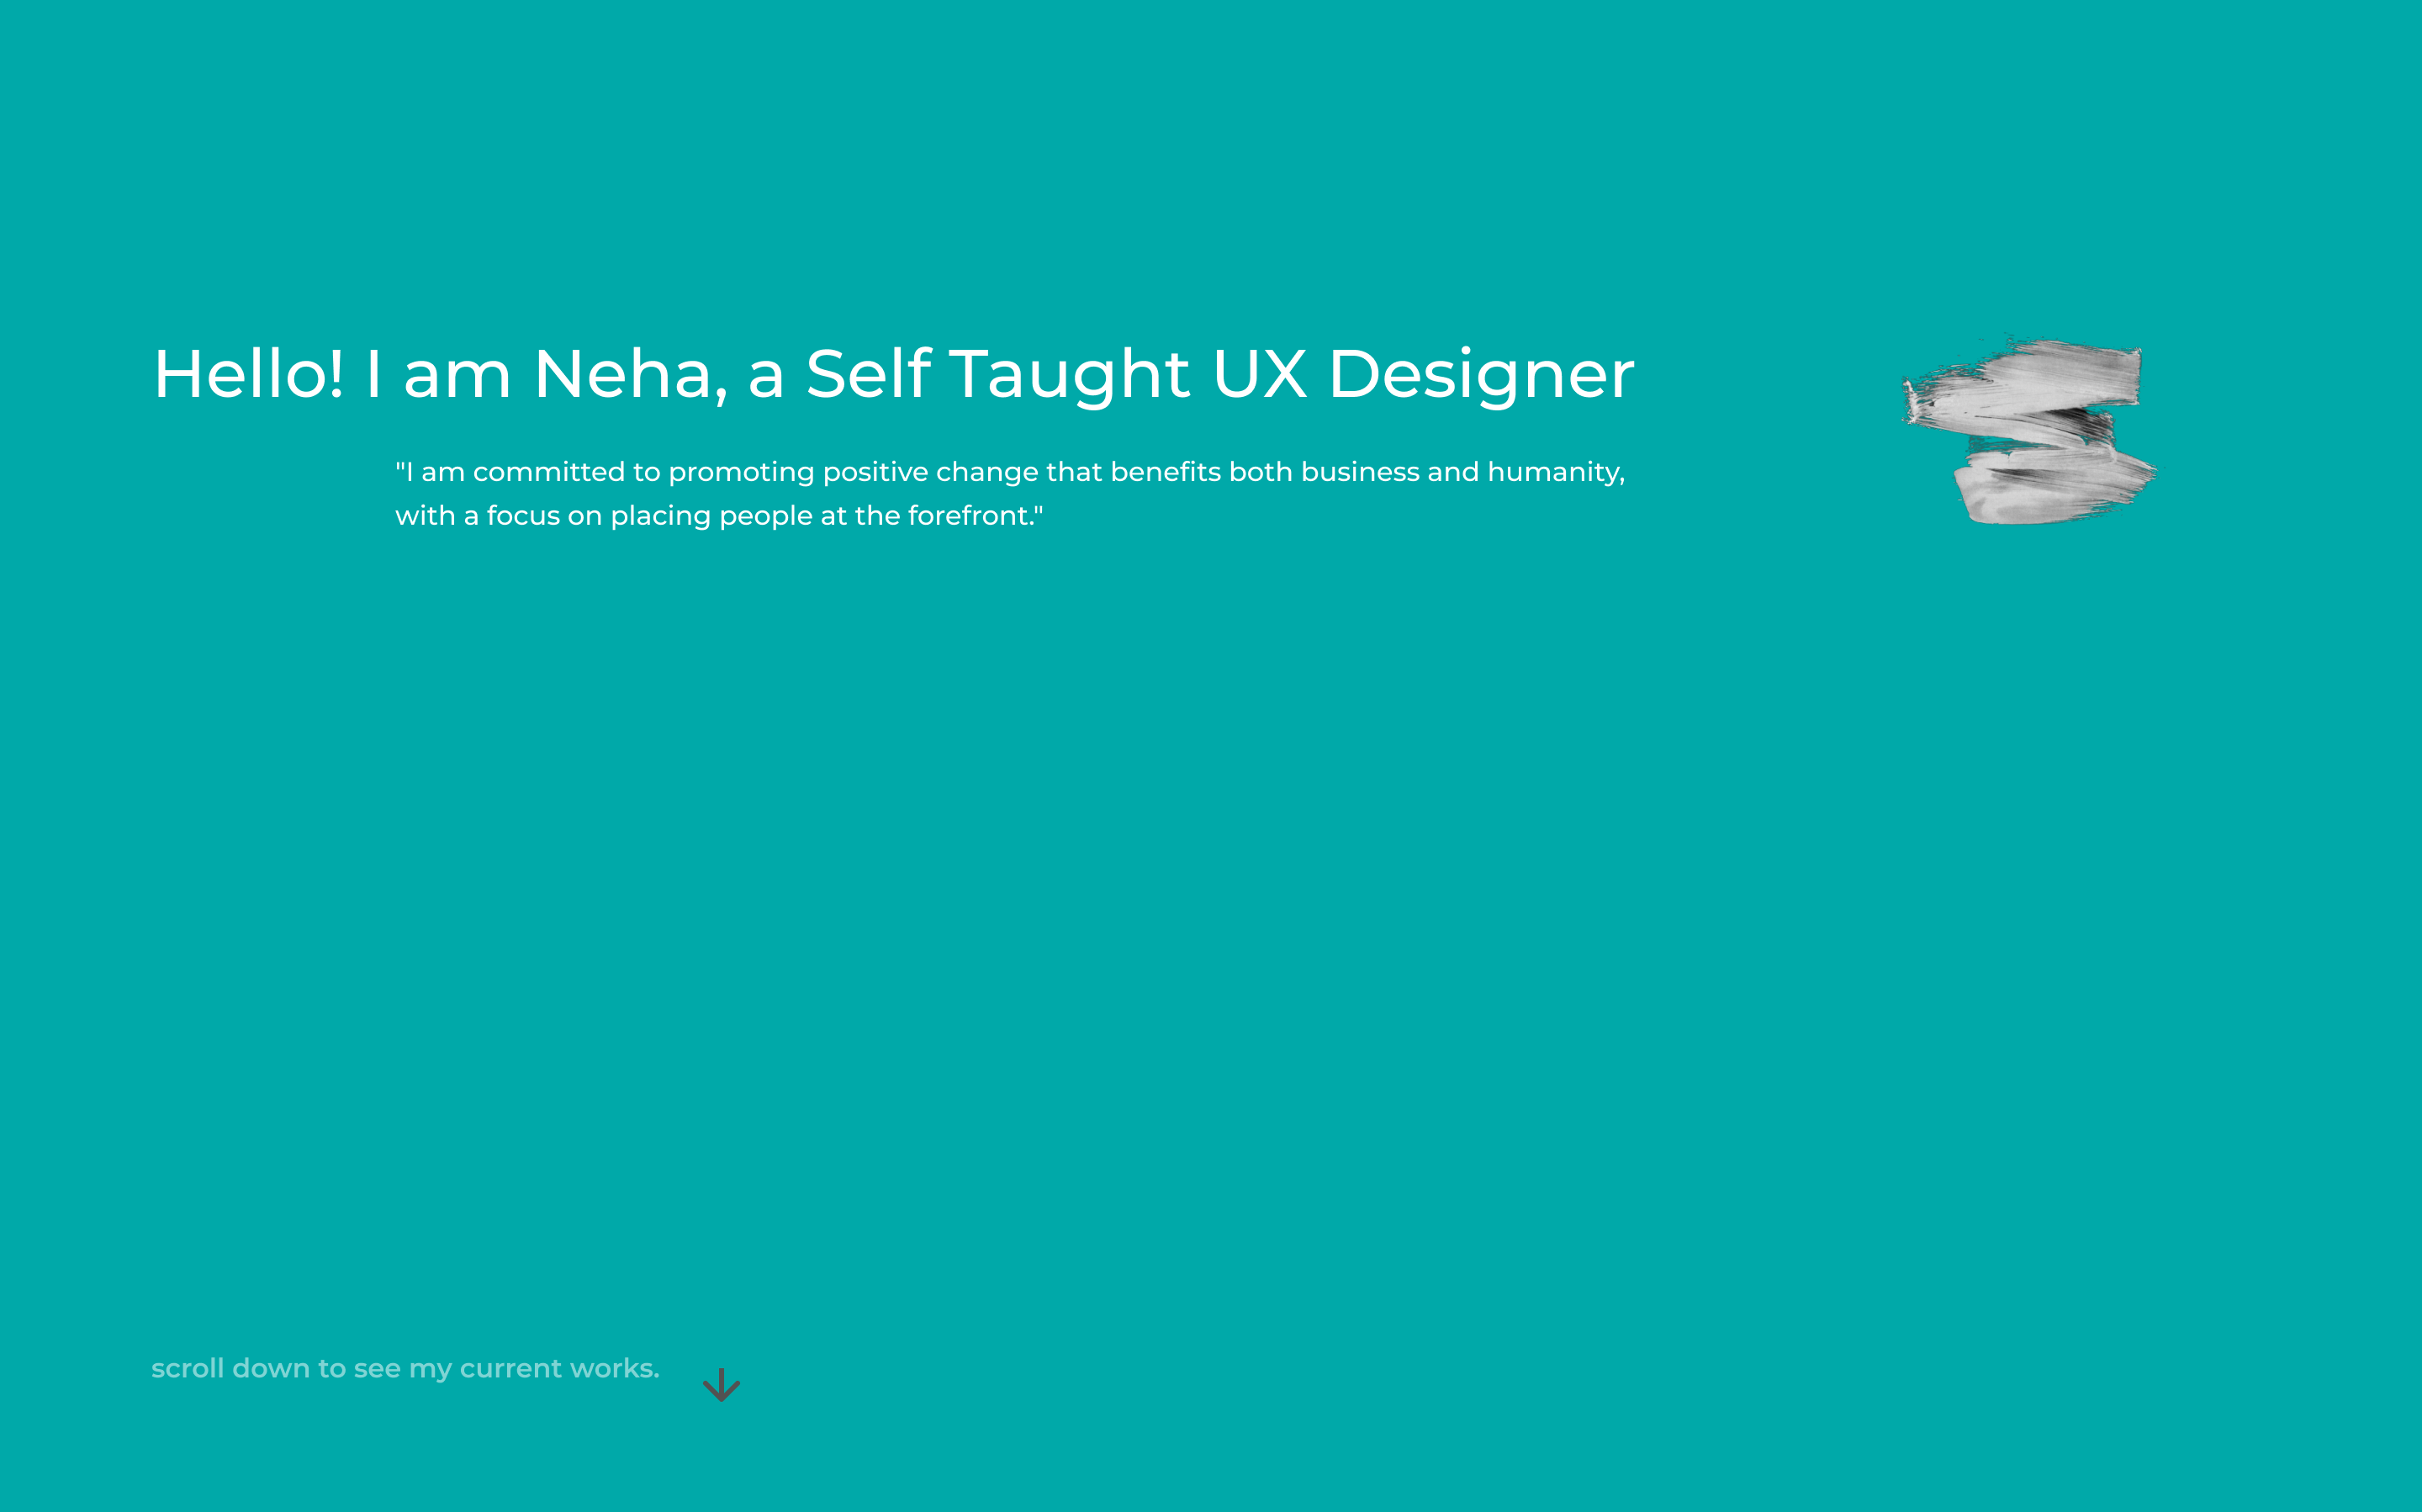 Hello! I am Neha, a Self Taught UX Designer
"I am committed to promoting positive change that benefits both business and humanity,
with a focus on placing people at the forefront."
scroll down to see my current works.